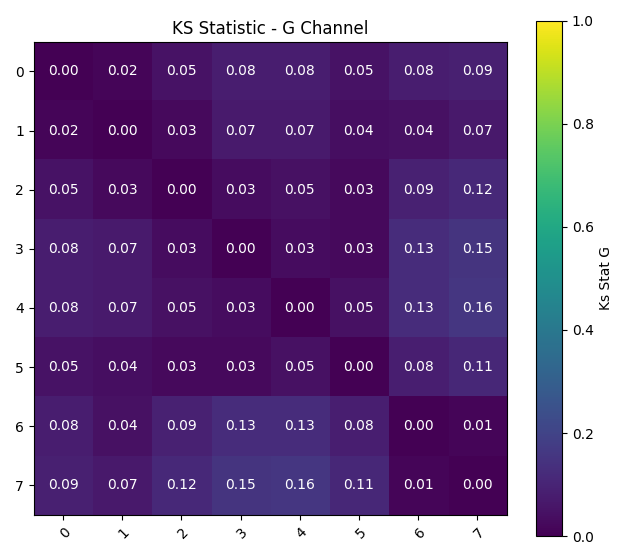 KS Statistic - G Channel
0 0.00 0.02 0.05 0.08 0.08 0.05 0.08 0.09
1 0.02 0.00 0.03 0.07 0.07 0.04 0.04 0.07
2 0.05 0.03 0.00 0.03 0.05 0.03 0.09 0.12
3 0.08 0.07 0.03 0.00 0.03 0.03 0.13 0.15
4 0.08 0.07 0.05 0.03 0.00 0.05 0.13 0.16
5 0.05 0.04 0.03 0.03 0.05 0.00 0.08 0.11
6 0.08 0.04 0.09 0.13 0.13 0.08 0.00 0.01
7 0.09 0.07 0.12 0.15 0.16 0.11 0.01 0.00
0 1 2 3 4 5 6 7
1.0
0.8
0.6
0.4
0.2
0.0
Ks Stat G